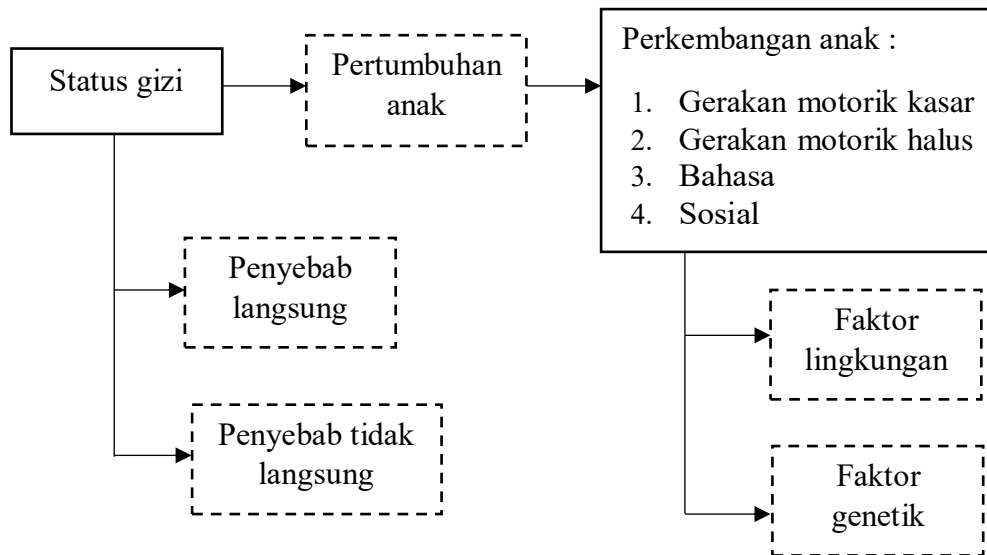 Status gizi
Pertumbuhan
anak
Perkembangan anak :
1. Gerakan motorik kasar
2. Gerakan motorik halus
3. Bahasa
4. Sosial
Penyebab
langsung
Penyebab tidak
langsung
Faktor
lingkungan
Faktor
genetik